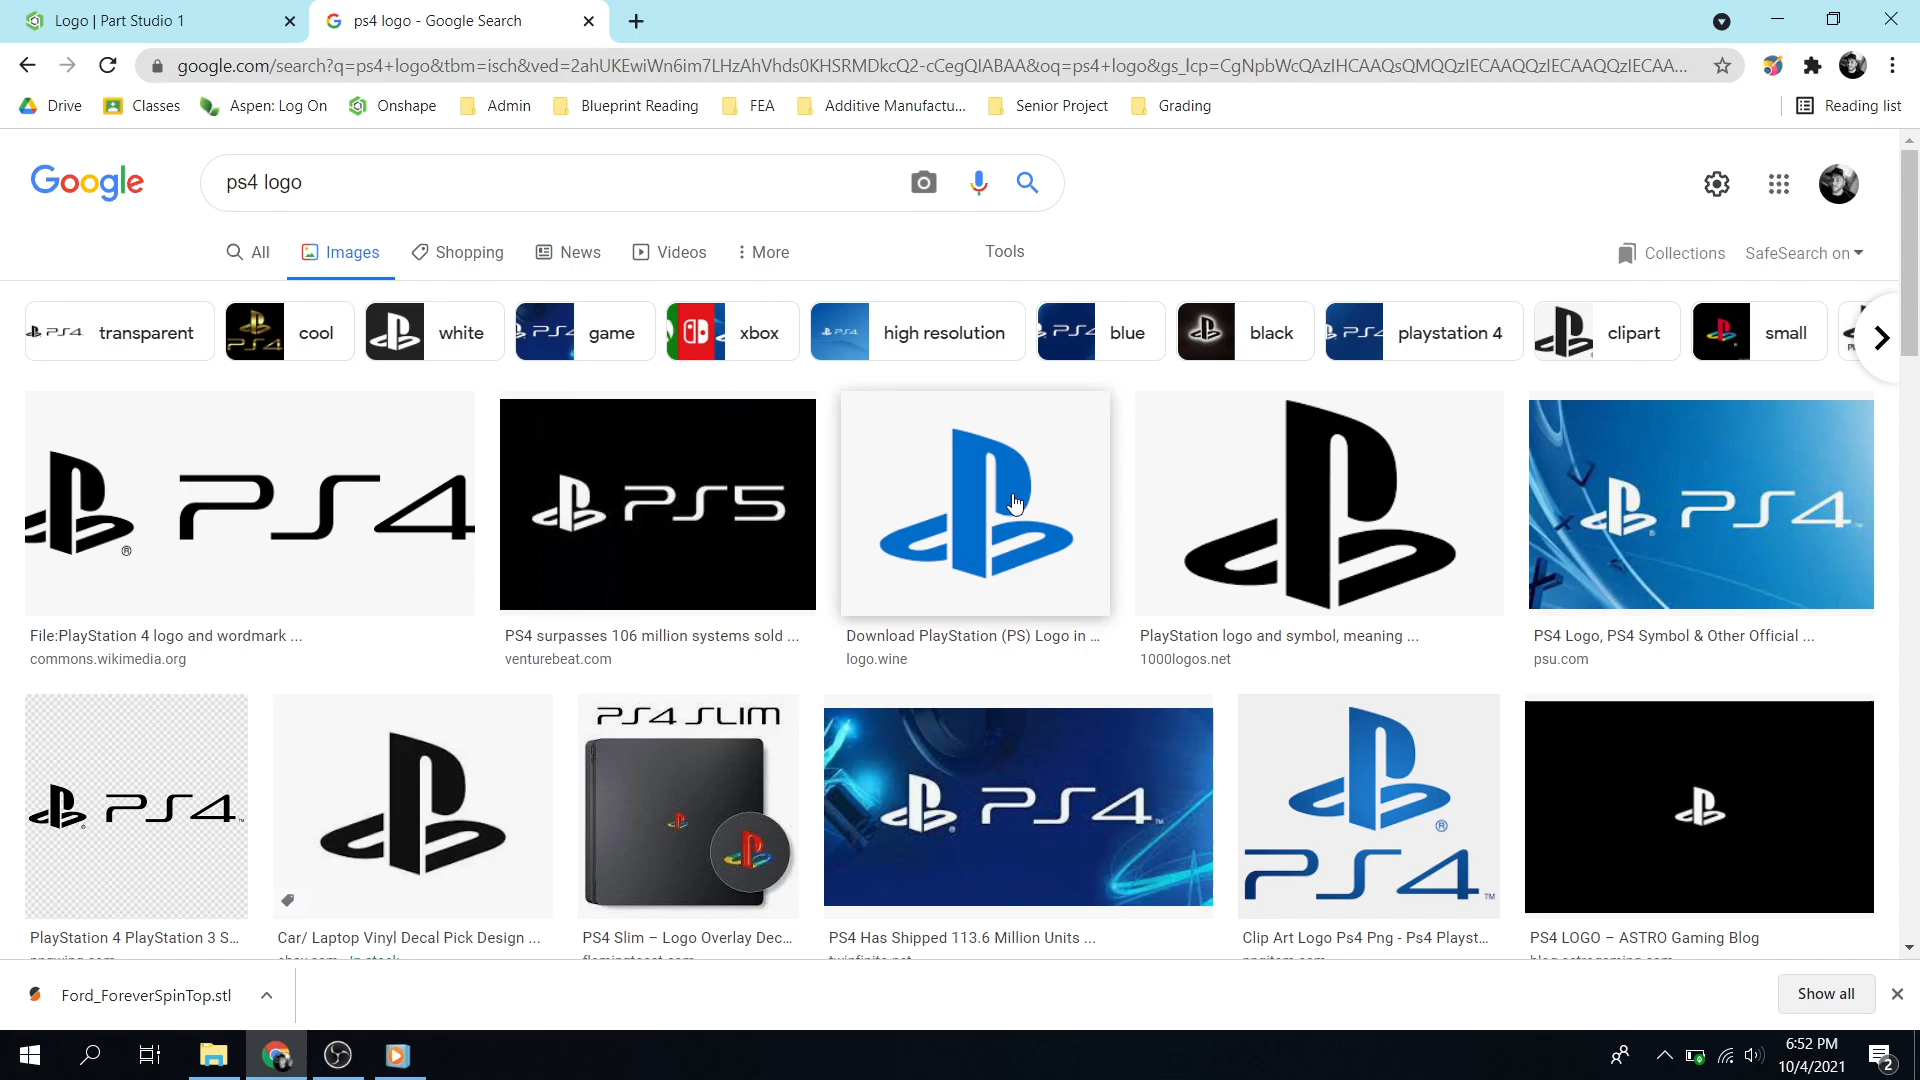 Logo | Part Studio 1
ps4 logo - Google Search
google.com/search?q=ps4+logo&tbm=isch&ved=2ahUKEwiWn6im7LHzAhVhds0KHSRMDkcQ2-cCegQIABAA&oq=ps4+logo&gs_lcp=CgNpbWcQAzIHCAAQsQMQQzIECAAQQzIECAAQQzIECAA...
Drive
Classes
Aspen: Log On
Onshape
Admin
Blueprint Reading
FEA
Additive Manufactu...
Senior Project
Grading
Reading list
Google
ps4 logo
All
Images
Shopping
News
Videos
More
Tools
Collections
SafeSearch on
transparent
cool
white
game
xbox
high resolution
blue
black
playstation 4
clipart
small
PS4
PS5
PS4
File:PlayStation 4 logo and wordmark ...
commons.wikimedia.org
PS4 surpasses 106 million systems sold ...
venturebeat.com
Download PlayStation (PS) Logo in ...
logo.wine
PlayStation logo and symbol, meaning ...
1000logos.net
PS4 Logo, PS4 Symbol & Other Official ...
psu.com
PS4
PS4 SLIM
PS4
PS4
PlayStation 4 PlayStation 3 S...
Car/ Laptop Vinyl Decal Pick Design ...
PS4 Slim – Logo Overlay Dec...
PS4 Has Shipped 113.6 Million Units ...
Clip Art Logo Ps4 Png - Ps4 Playst...
PS4 LOGO – ASTRO Gaming Blog
Ford_ForeverSpinTop.stl
Show all
6:52 PM
10/4/2021
2